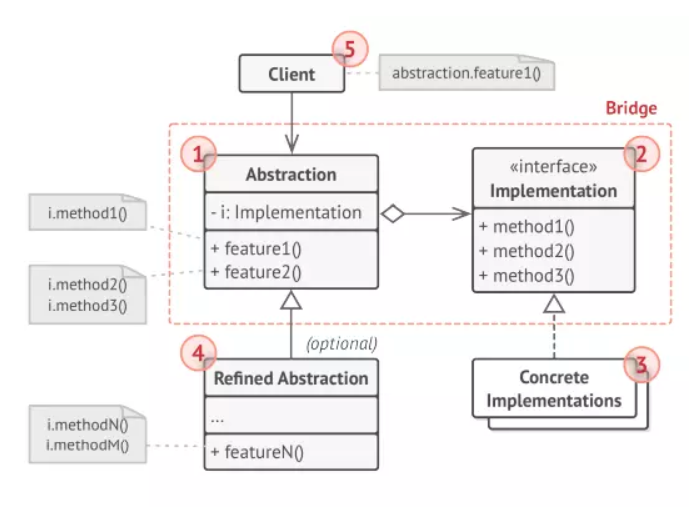 5
Client
abstraction.feature1()
Bridge
1
Abstraction
- i: Implementation
+ feature1()
+ feature2()
2
«interface»
Implementation
+ method1()
+ method2()
+ method3()
i.method1()
i.method2()
i.method3()
(optional)
4
Refined Abstraction
...
+ featureN()
3
Concrete
Implementations
i.methodN()
i.methodM()